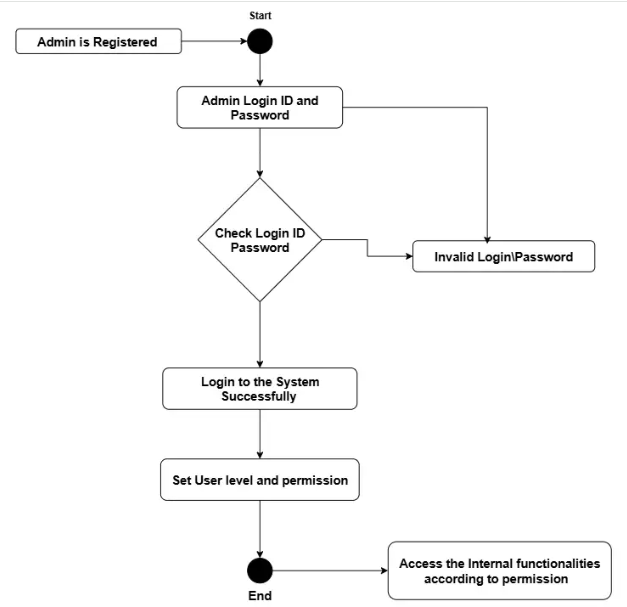 Start
Admin is Registered
Admin Login ID and
Password
Check Login ID
Password
Invalid Login\Password
Login to the System
Successfully
Set User level and permission
Access the Internal functionalities
according to permission
End